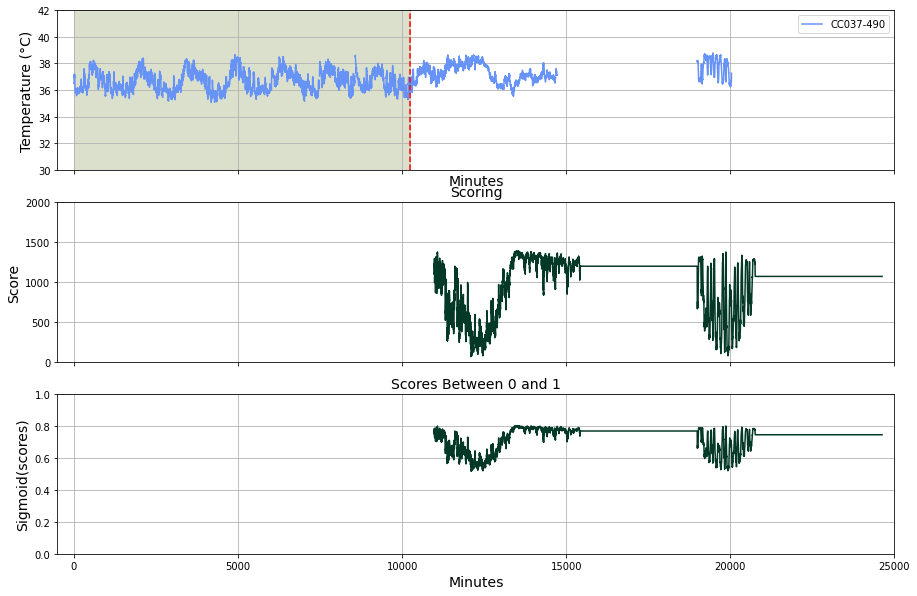 42
40
38
36
34
32
30
Temperature (°C)
CC037-490
Minutes
Scoring
2000
1500
1000
500
0
Score
Scores Between 0 and 1
1.0
0.8
0.6
0.4
0.2
0.0
Sigmoid(scores)
0 5000 10000 15000 20000 25000
Minutes